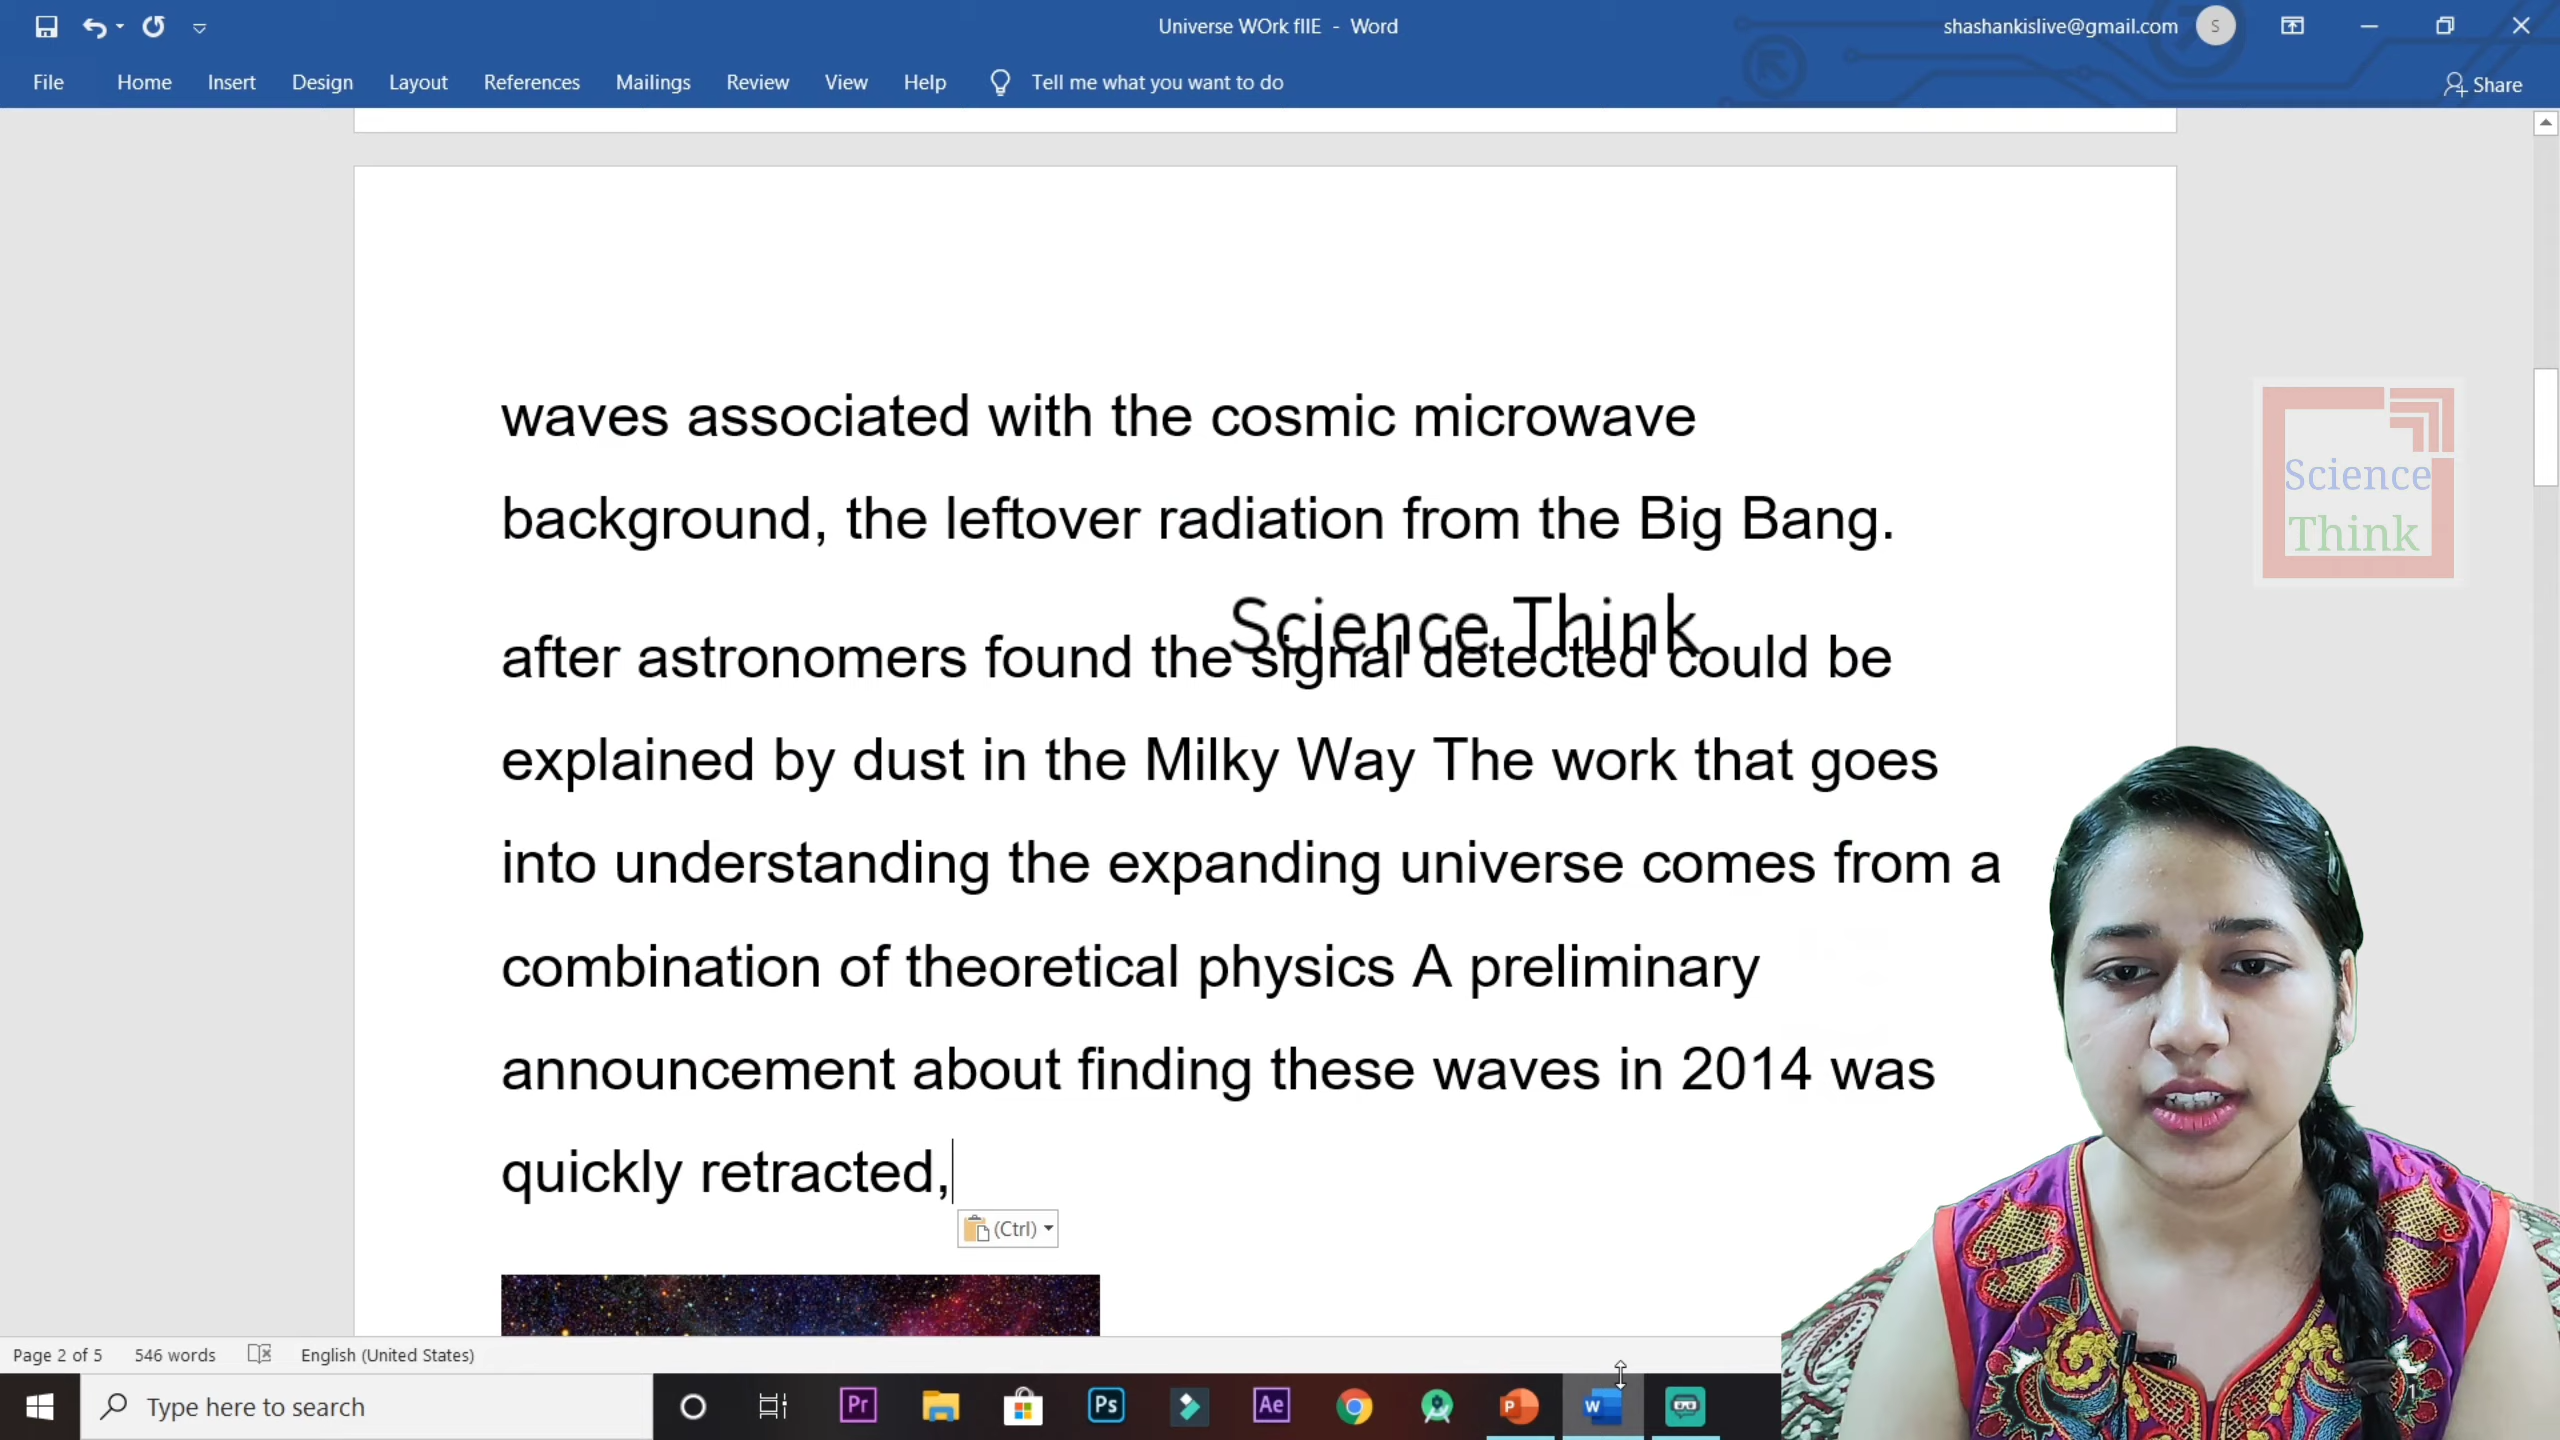 Universe WOrk fIlE - Word
shashankislive@gmail.com
S
File Home Insert Design Layout References Mailings Review View Help Tell me what you want to do
Share
waves associated with the cosmic microwave
background, the leftover radiation from the Big Bang.
Science Think
after astronomers found the signal detected could be
explained by dust in the Milky Way The work that goes
into understanding the expanding universe comes from a
combination of theoretical physics A preliminary
announcement about finding these waves in 2014 was
quickly retracted,
(Ctrl)
Science
Think
Page 2 of 5 546 words English (United States)
Type here to search
Pr
Ps
Ae
P
W
1